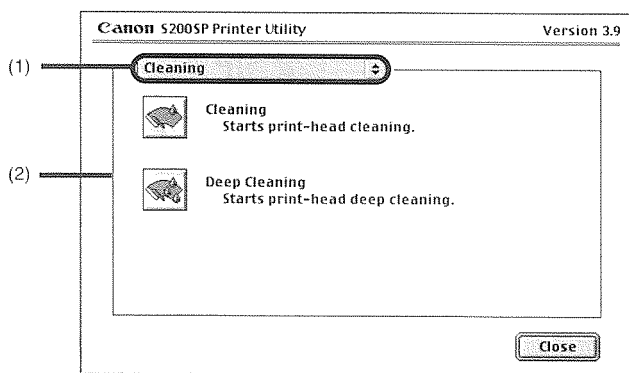 Canon S200SP Printer Utility Version 3.9
(1) Cleaning
Cleaning
Starts print-head cleaning.
(2)
Deep Cleaning
Starts print-head deep cleaning.
Close